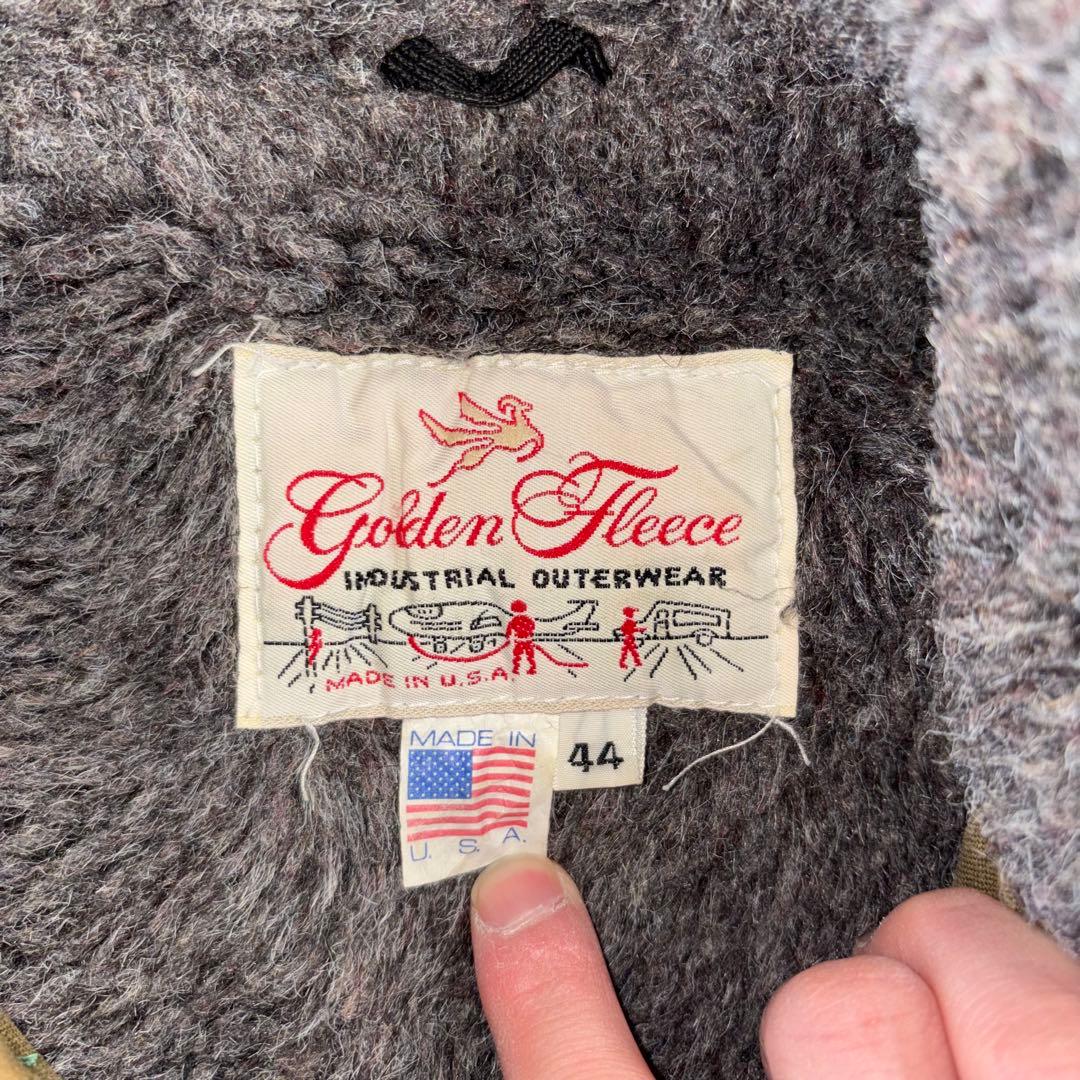 Golden Fleece
INDUSTRIAL OUTERWEAR
MADE IN U.S.A.
MADE IN
U. S. A.
44